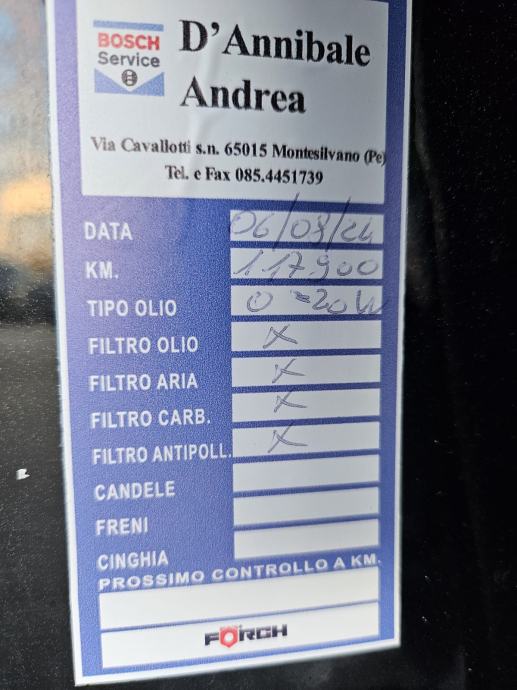 BOSCH
Service
D'Annibale
Andrea
Via Cavallotti s.n. 65015 Montesilvano (Pe)
Tel. e Fax 085.4451739
DATA 06/03/24
KM. 117.900
TIPO OLIO 0=20W
FILTRO OLIO X
FILTRO ARIA X
FILTRO CARB. X
FILTRO ANTIPOLL. X
CANDELE
FRENI
CINGHIA
PROSSIMO CONTROLLO A KM.
FÖRCH